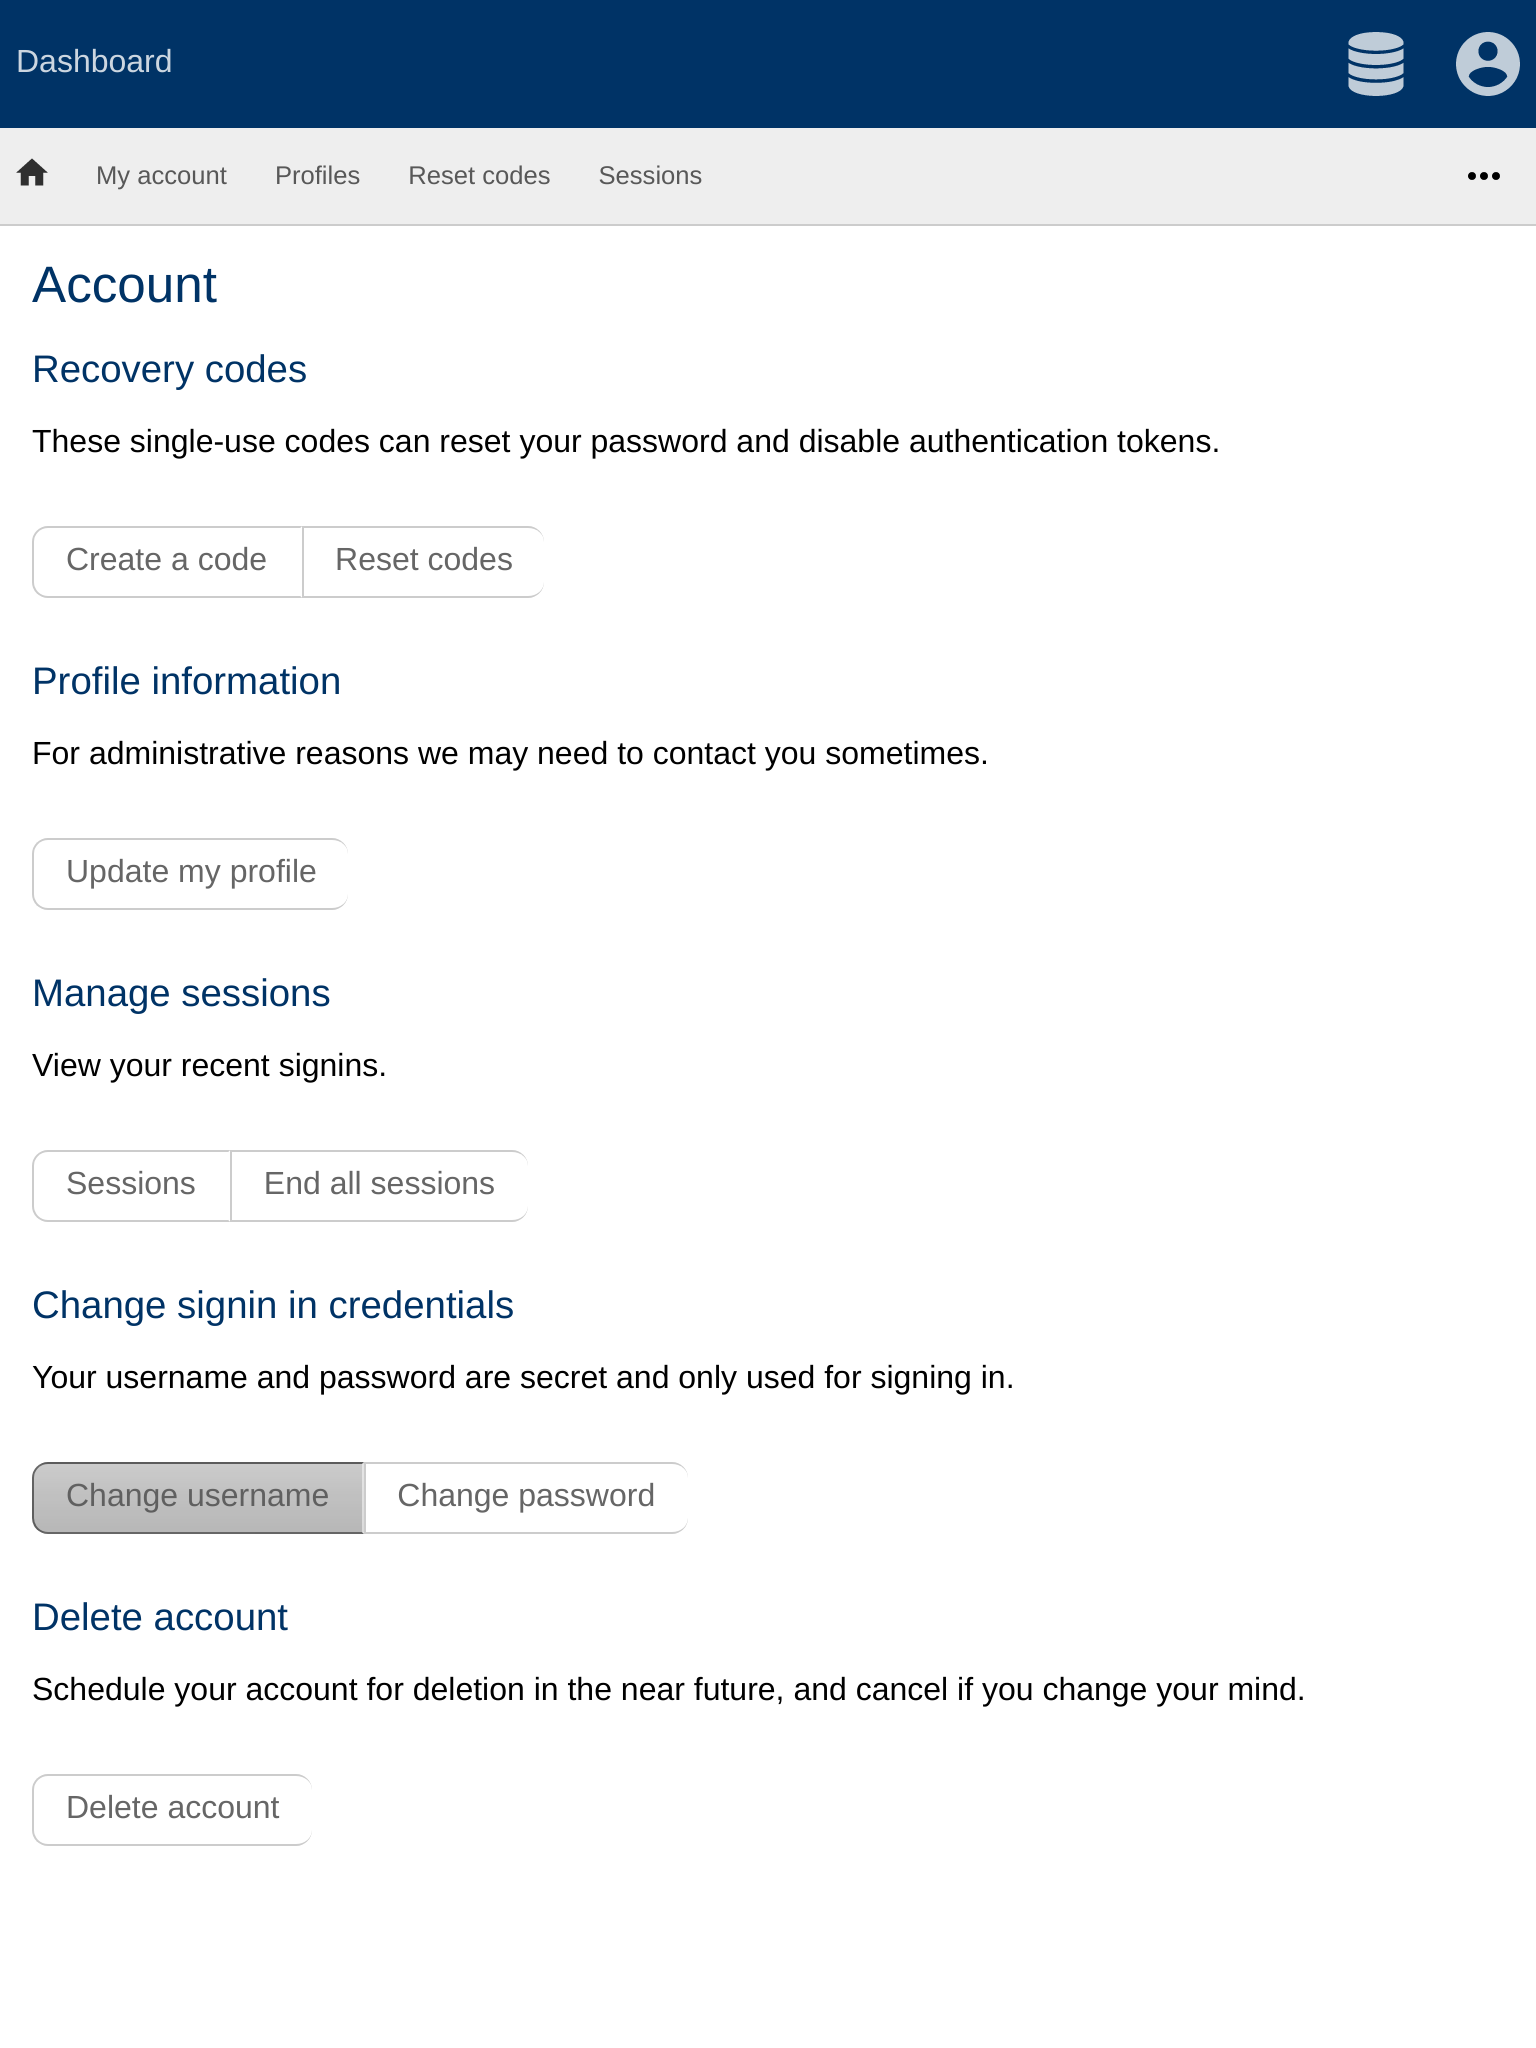 Dashboard
My account Profiles Reset codes Sessions
Account
Recovery codes
These single-use codes can reset your password and disable authentication tokens.
Create a code Reset codes
Profile information
For administrative reasons we may need to contact you sometimes.
Update my profile
Manage sessions
View your recent signins.
Sessions End all sessions
Change signin in credentials
Your username and password are secret and only used for signing in.
Change username Change password
Delete account
Schedule your account for deletion in the near future, and cancel if you change your mind.
Delete account